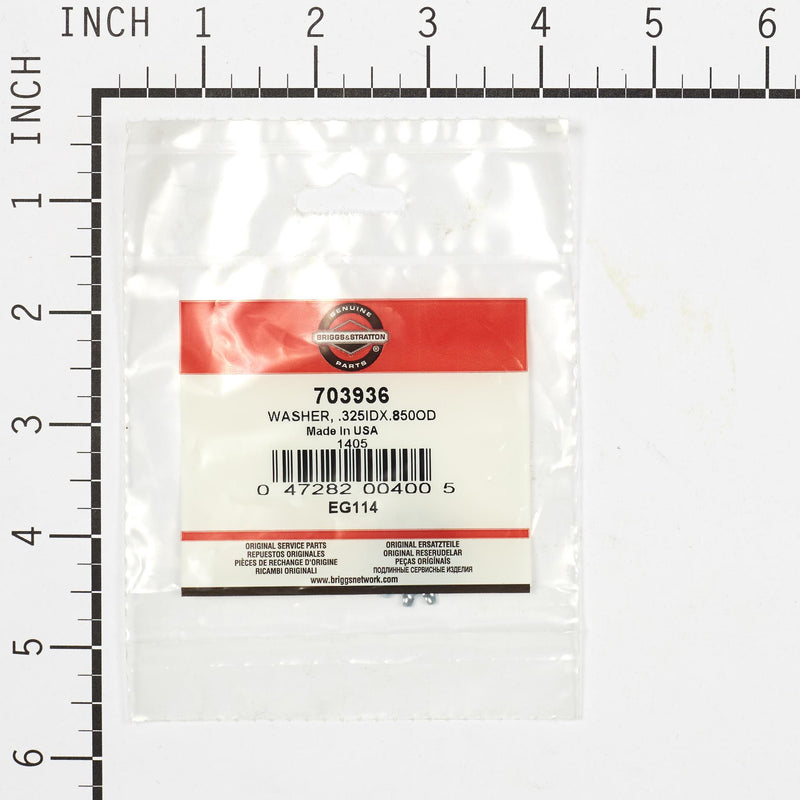 INCH 1 2 3 4 5 6
INCH
1
2
3
4
5
6
GENUINE
BRIGGS&STRATTON
®
PARTS
703936
WASHER, .325IDX.850OD
Made In USA
1405
0 47282 00400 5
EG114
ORIGINAL SERVICE PARTS
REPUESTOS ORIGINALES
PIÈCES DE RECHANGE D'ORIGINE
RICAMBI ORIGINALI
ORIGINAL ERSATZTEILE
ORIGINAL RESERUDELAR
PEÇAS ORIGÍNAIS
ПОДЛИННЫЕ СЕРВИСНЫЕ ИЗДЕЛИЯ
www.briggsnetwork.com